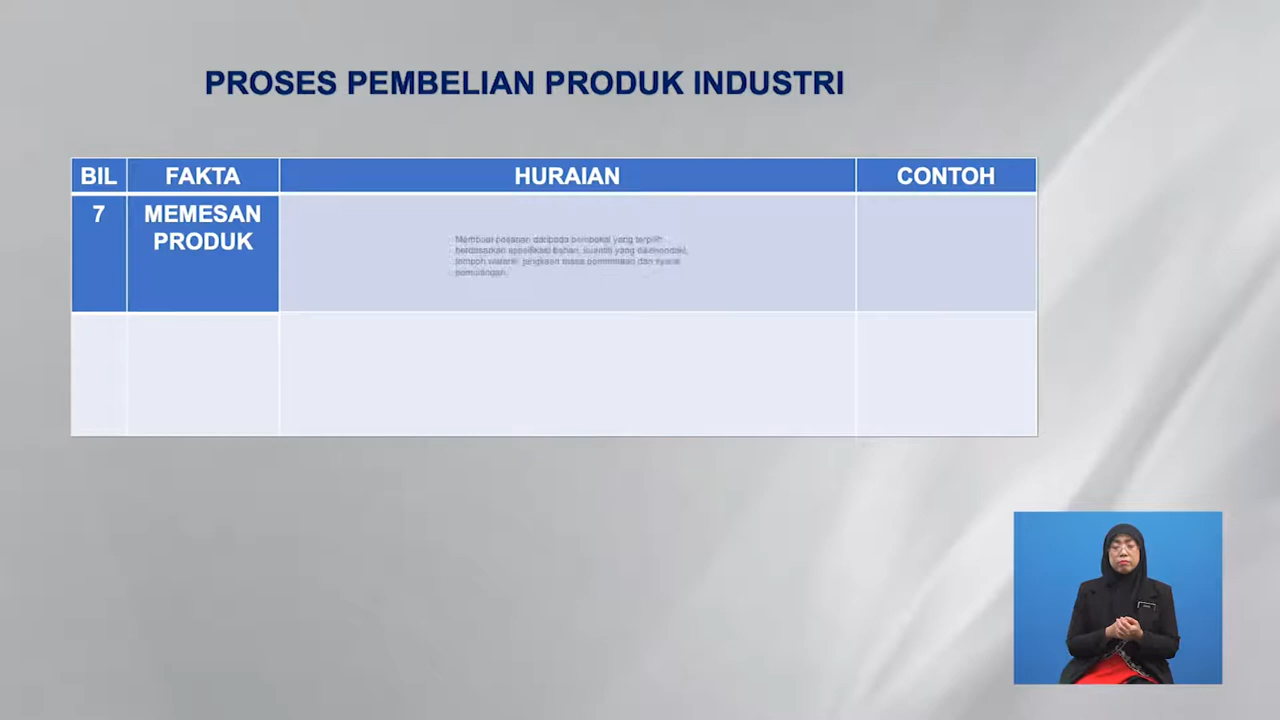 PROSES PEMBELIAN PRODUK INDUSTRI
BIL FAKTA HURAIAN CONTOH
7 MEMESAN PRODUK
Membuat pesanan daripada pembekal yang terpilih
berdasarkan spesifikasi bahan, kuantiti yang dikehendaki,
tempoh waranti, jangkaan masa penerimaan dan syarat
pemulangan.